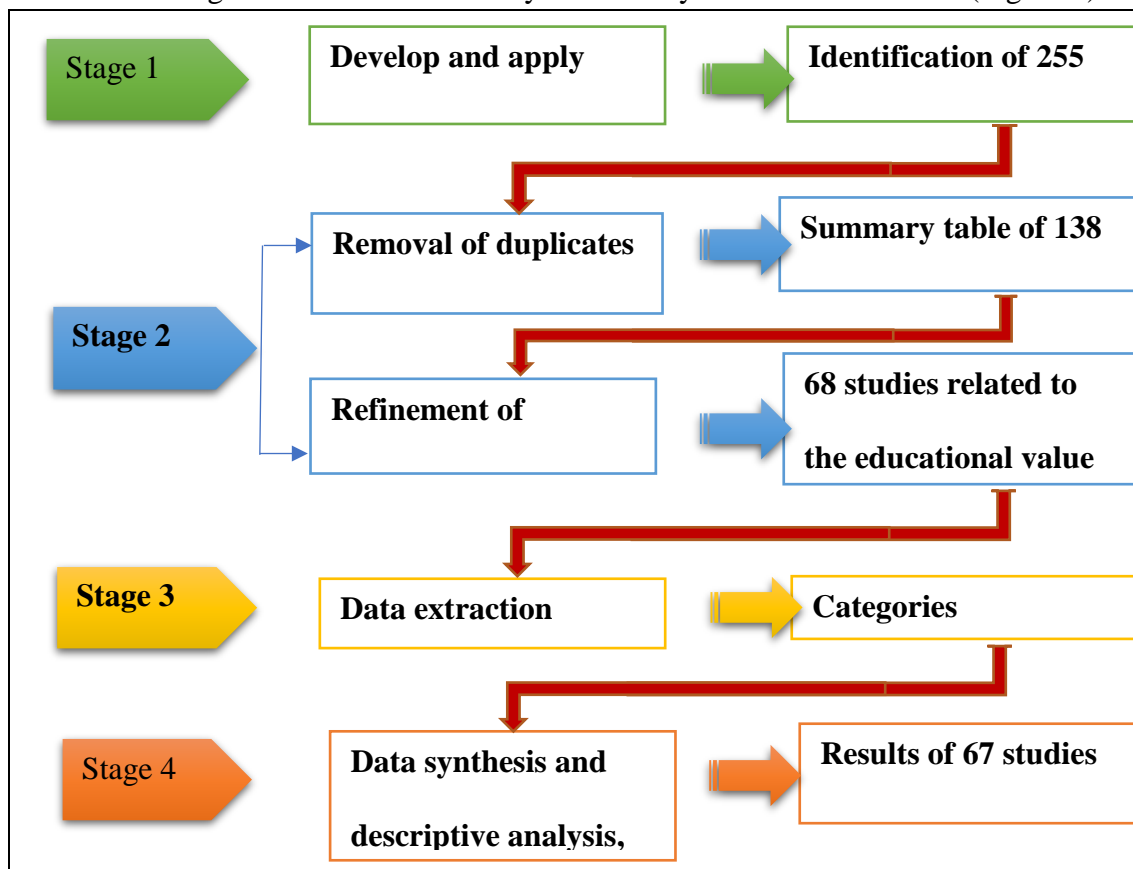 Stage 1
Develop and apply
Identification of 255
Removal of duplicates
Summary table of 138
Stage 2
Refinement of
68 studies related to
the educational value
Stage 3
Data extraction
Categories
Stage 4
Data synthesis and
descriptive analysis,
Results of 67 studies